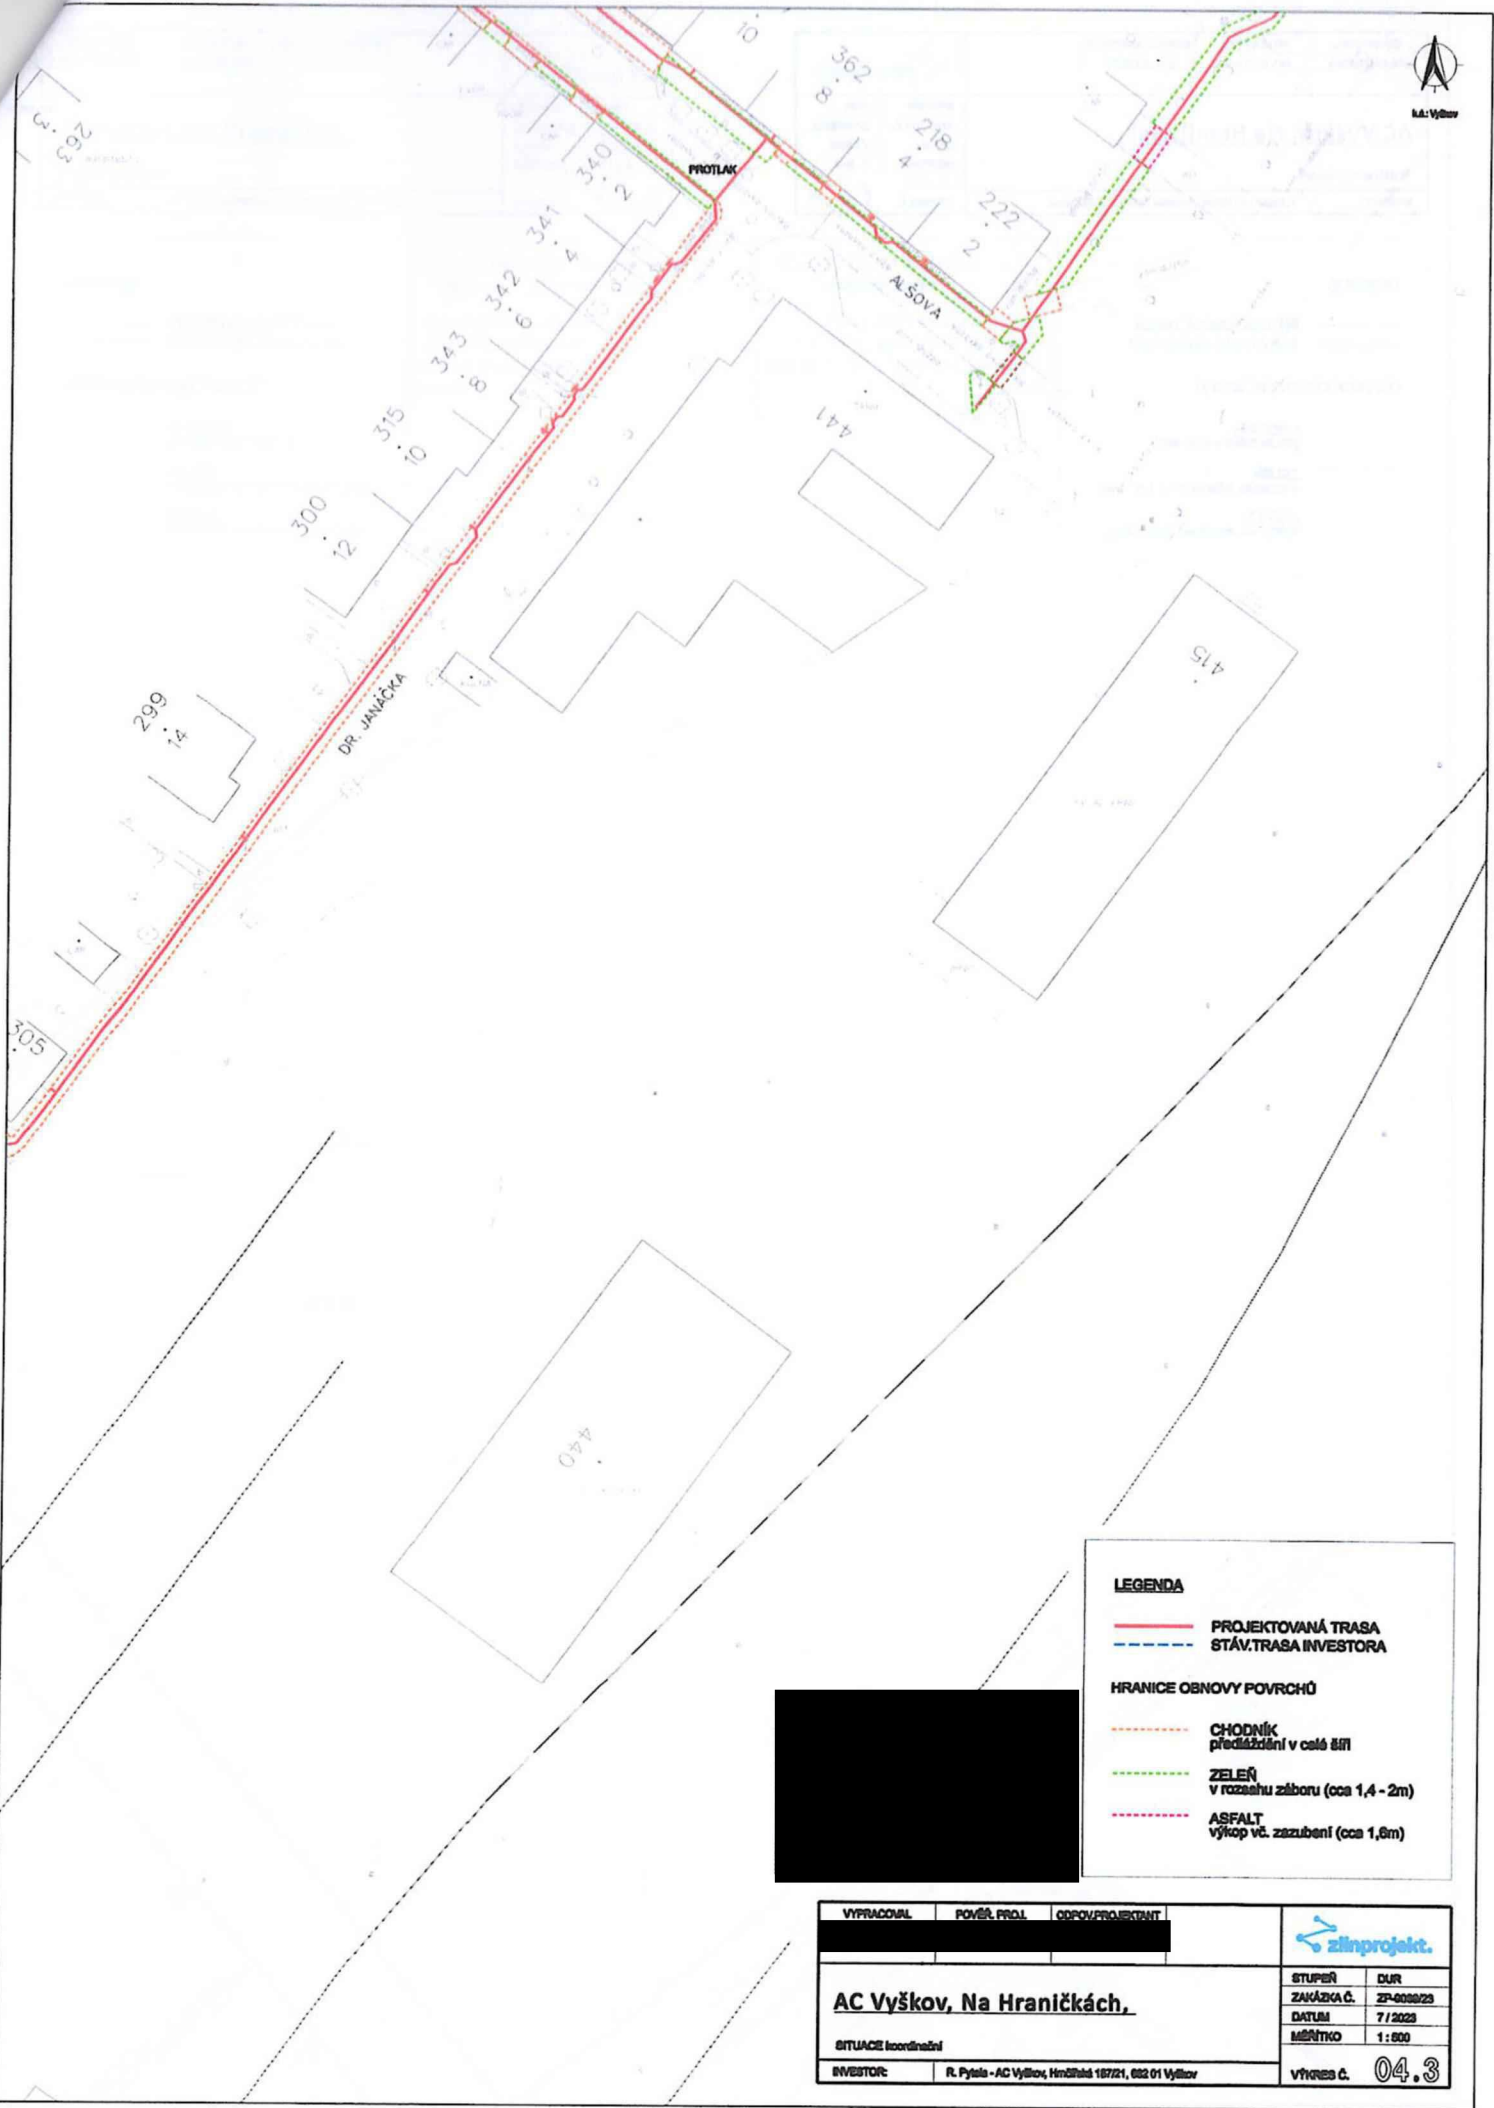 k.ú.: Vyškov
10
362
8
218
4
222
2
263
3
PROTLAK
340
2
341
4
342
6
343
8
315
10
300
12
299
14
305
ALŠOVA
441
415
DR. JANÁČKA
440
LEGENDA
PROJEKTOVANÁ TRASA
STÁV.TRASA INVESTORA
HRANICE OBNOVY POVRCHŮ
CHODNÍK
předláždění v celé šíři
ZELEŇ
v rozsahu záboru (cca 1,4 - 2m)
ASFALT
výkop vč. zazubení (cca 1,6m)
VYPRACOVAL POVĚŘ. PROJ. ODPOV.PROJEKTANT
zlinprojekt.
AC Vyškov, Na Hraničkách,
SITUACE koordinační
INVESTOR: R. Pytela - AC Vyškov, Hrnčířská 167/21, 682 01 Vyškov
STUPEŇ DUR
ZAKÁZKA Č.
DATUM 7 / 2023
MĚŘÍTKO 1 : 500
VÝKRES Č. 04.3